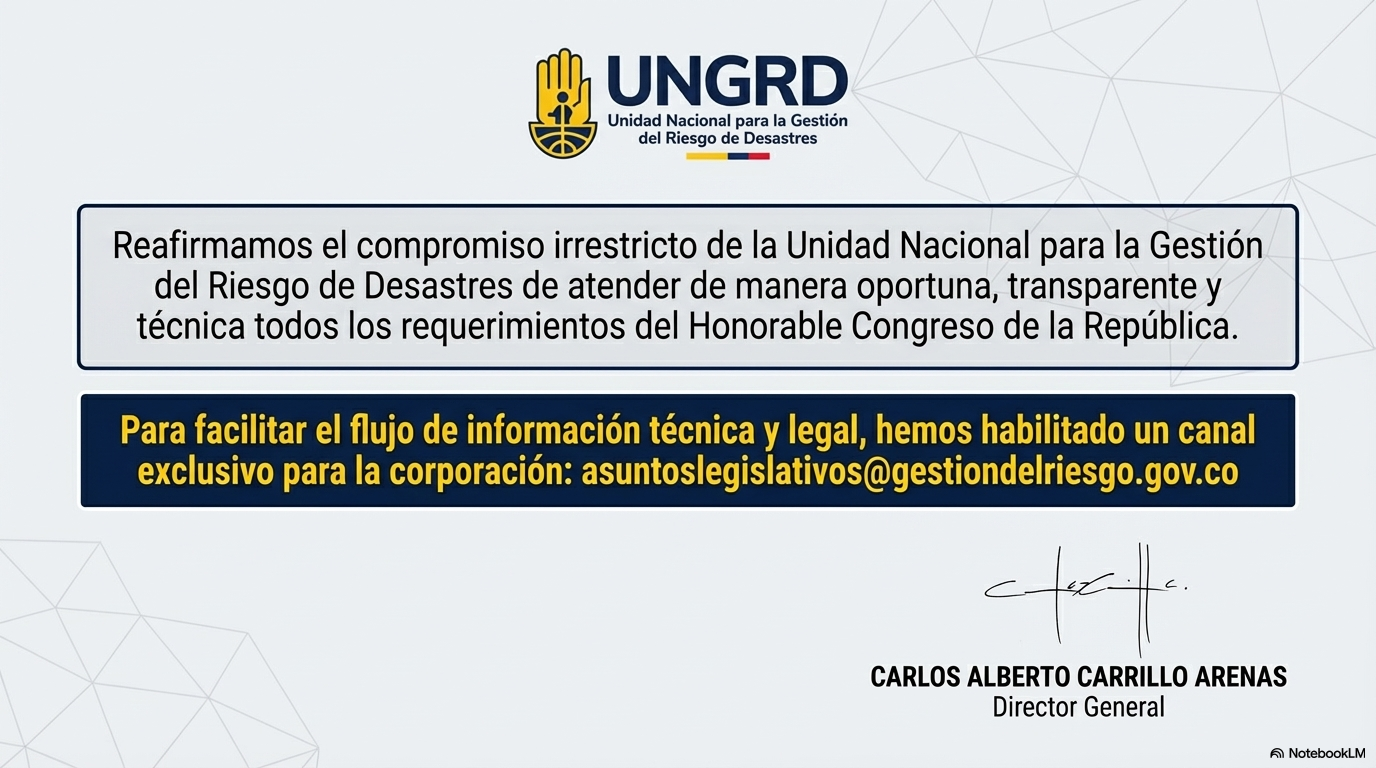 UNGRD
Unidad Nacional para la Gestión
del Riesgo de Desastres
Reafirmamos el compromiso irrestricto de la Unidad Nacional para la Gestión
del Riesgo de Desastres de atender de manera oportuna, transparente y
técnica todos los requerimientos del Honorable Congreso de la República.
Para facilitar el flujo de información técnica y legal, hemos habilitado un canal
exclusivo para la corporación: asuntoslegislativos@gestiondelriesgo.gov.co
CARLOS ALBERTO CARRILLO ARENAS
Director General
NotebookLM